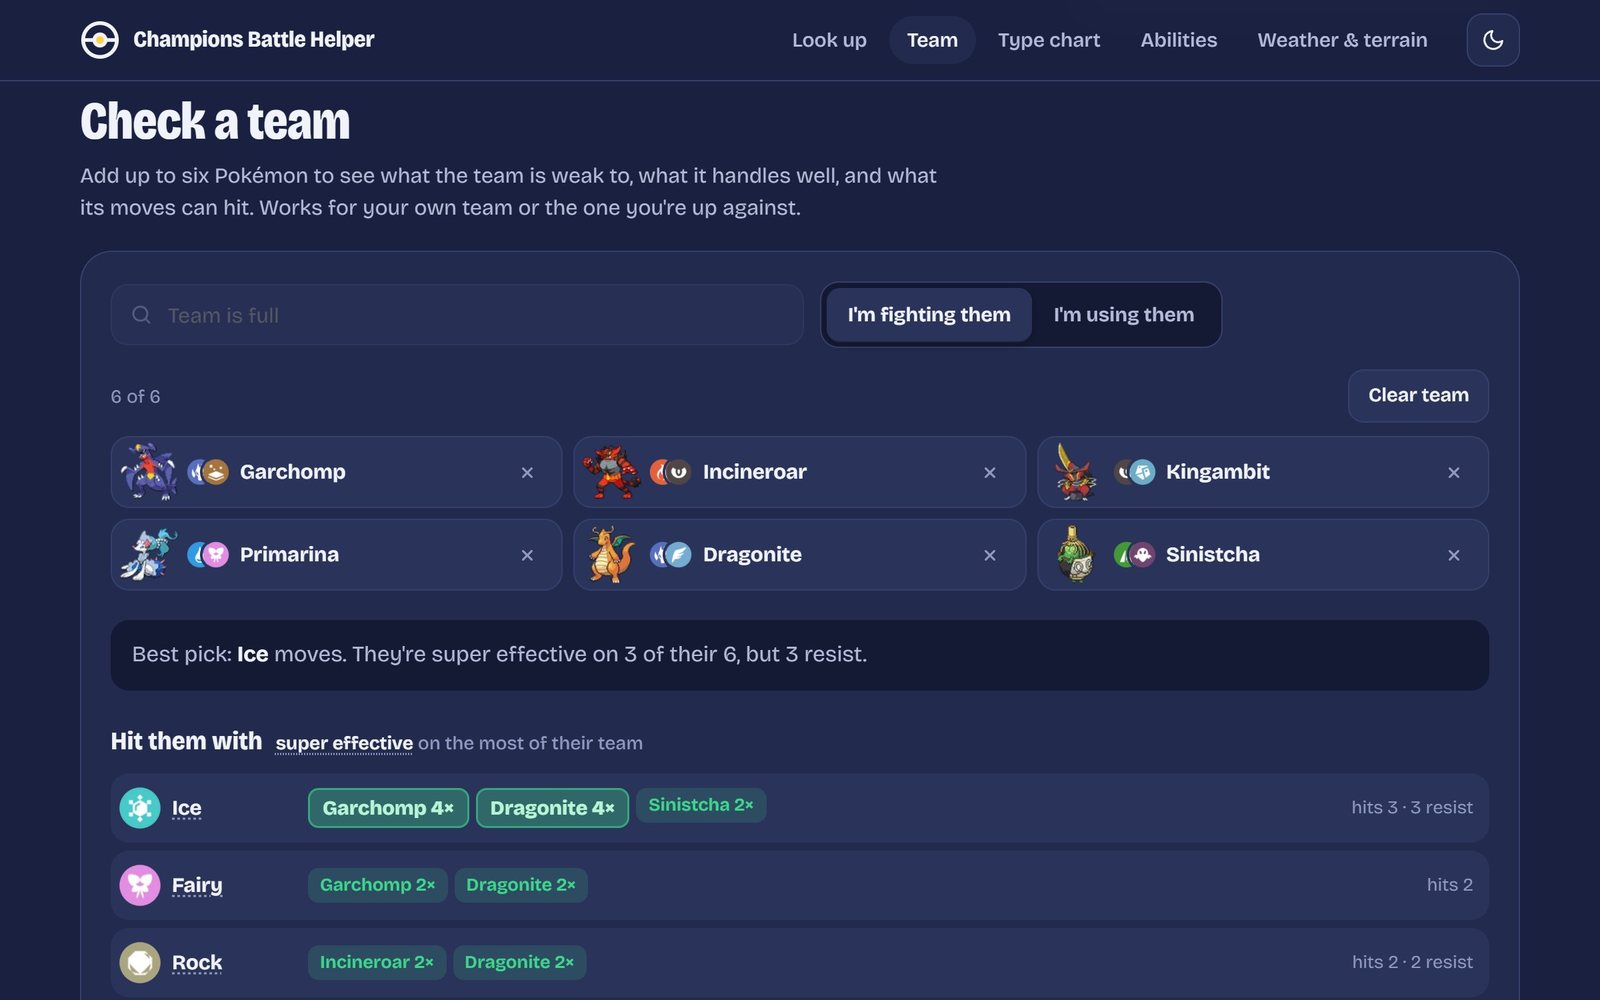 Champions Battle Helper
Look up
Team
Type chart
Abilities
Weather & terrain
Check a team
Add up to six Pokémon to see what the team is weak to, what it handles well, and what
its moves can hit. Works for your own team or the one you're up against.
Team is full
I'm fighting them
I'm using them
6 of 6
Clear team
Garchomp
Incineroar
Kingambit
Primarina
Dragonite
Sinistcha
Best pick: Ice moves. They're super effective on 3 of their 6, but 3 resist.
Hit them with super effective on the most of their team
Ice
Garchomp 4×
Dragonite 4×
Sinistcha 2×
hits 3 · 3 resist
Fairy
Garchomp 2×
Dragonite 2×
hits 2
Rock
Incineroar 2×
Dragonite 2×
hits 2 · 2 resist